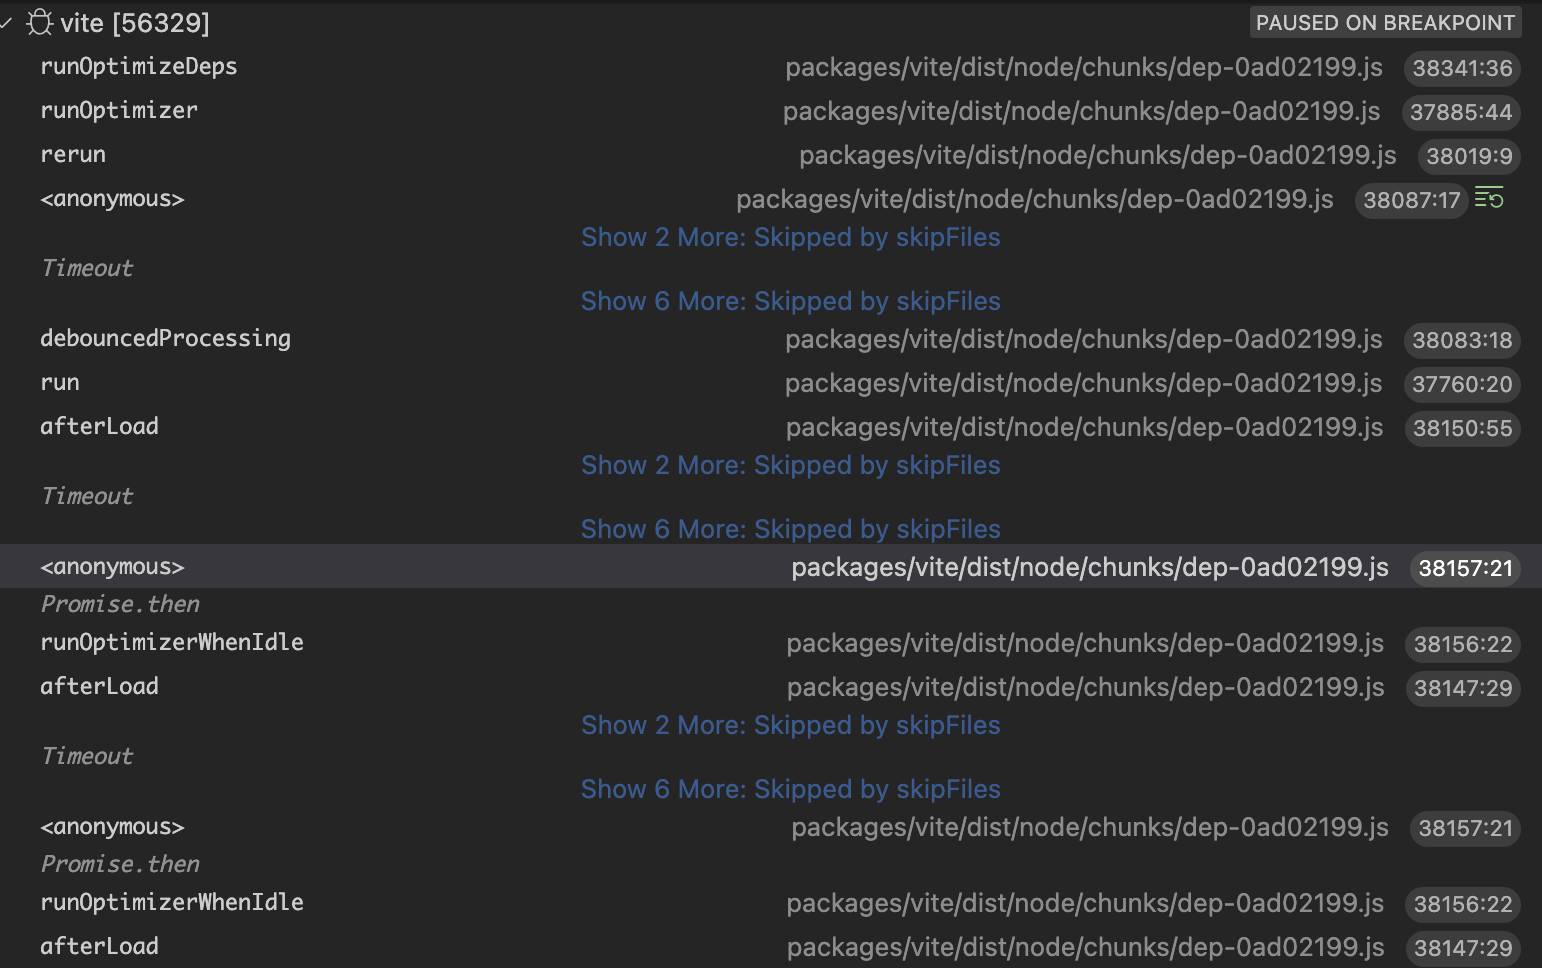 vite [56329] PAUSED ON BREAKPOINT
runOptimizeDeps packages/vite/dist/node/chunks/dep-0ad02199.js 38341:36
runOptimizer packages/vite/dist/node/chunks/dep-0ad02199.js 37885:44
rerun packages/vite/dist/node/chunks/dep-0ad02199.js 38019:9
<anonymous> packages/vite/dist/node/chunks/dep-0ad02199.js 38087:17
Show 2 More: Skipped by skipFiles
Timeout
Show 6 More: Skipped by skipFiles
debouncedProcessing packages/vite/dist/node/chunks/dep-0ad02199.js 38083:18
run packages/vite/dist/node/chunks/dep-0ad02199.js 37760:20
afterLoad packages/vite/dist/node/chunks/dep-0ad02199.js 38150:55
Show 2 More: Skipped by skipFiles
Timeout
Show 6 More: Skipped by skipFiles
<anonymous> packages/vite/dist/node/chunks/dep-0ad02199.js 38157:21
Promise.then
runOptimizerWhenIdle packages/vite/dist/node/chunks/dep-0ad02199.js 38156:22
afterLoad packages/vite/dist/node/chunks/dep-0ad02199.js 38147:29
Show 2 More: Skipped by skipFiles
Timeout
Show 6 More: Skipped by skipFiles
<anonymous> packages/vite/dist/node/chunks/dep-0ad02199.js 38157:21
Promise.then
runOptimizerWhenIdle packages/vite/dist/node/chunks/dep-0ad02199.js 38156:22
afterLoad packages/vite/dist/node/chunks/dep-0ad02199.js 38147:29